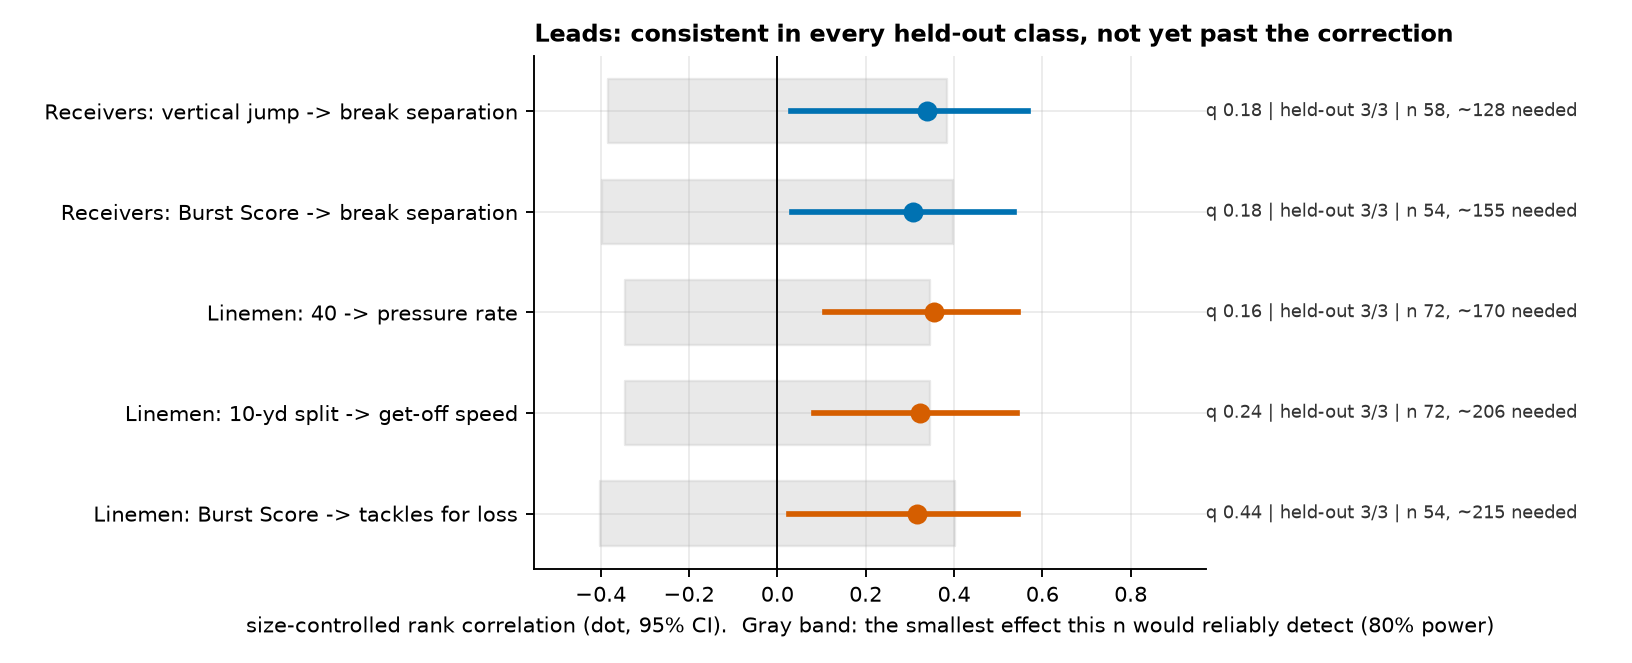 Leads: consistent in every held-out class, not yet past the correction
Receivers: vertical jump -> break separation
q 0.18 | held-out 3/3 | n 58, ~128 needed
Receivers: Burst Score -> break separation
q 0.18 | held-out 3/3 | n 54, ~155 needed
Linemen: 40 -> pressure rate
q 0.16 | held-out 3/3 | n 72, ~170 needed
Linemen: 10-yd split -> get-off speed
q 0.24 | held-out 3/3 | n 72, ~206 needed
Linemen: Burst Score -> tackles for loss
q 0.44 | held-out 3/3 | n 54, ~215 needed
−0.4 −0.2 0.0 0.2 0.4 0.6 0.8
size-controlled rank correlation (dot, 95% CI).  Gray band: the smallest effect this n would reliably detect (80% power)